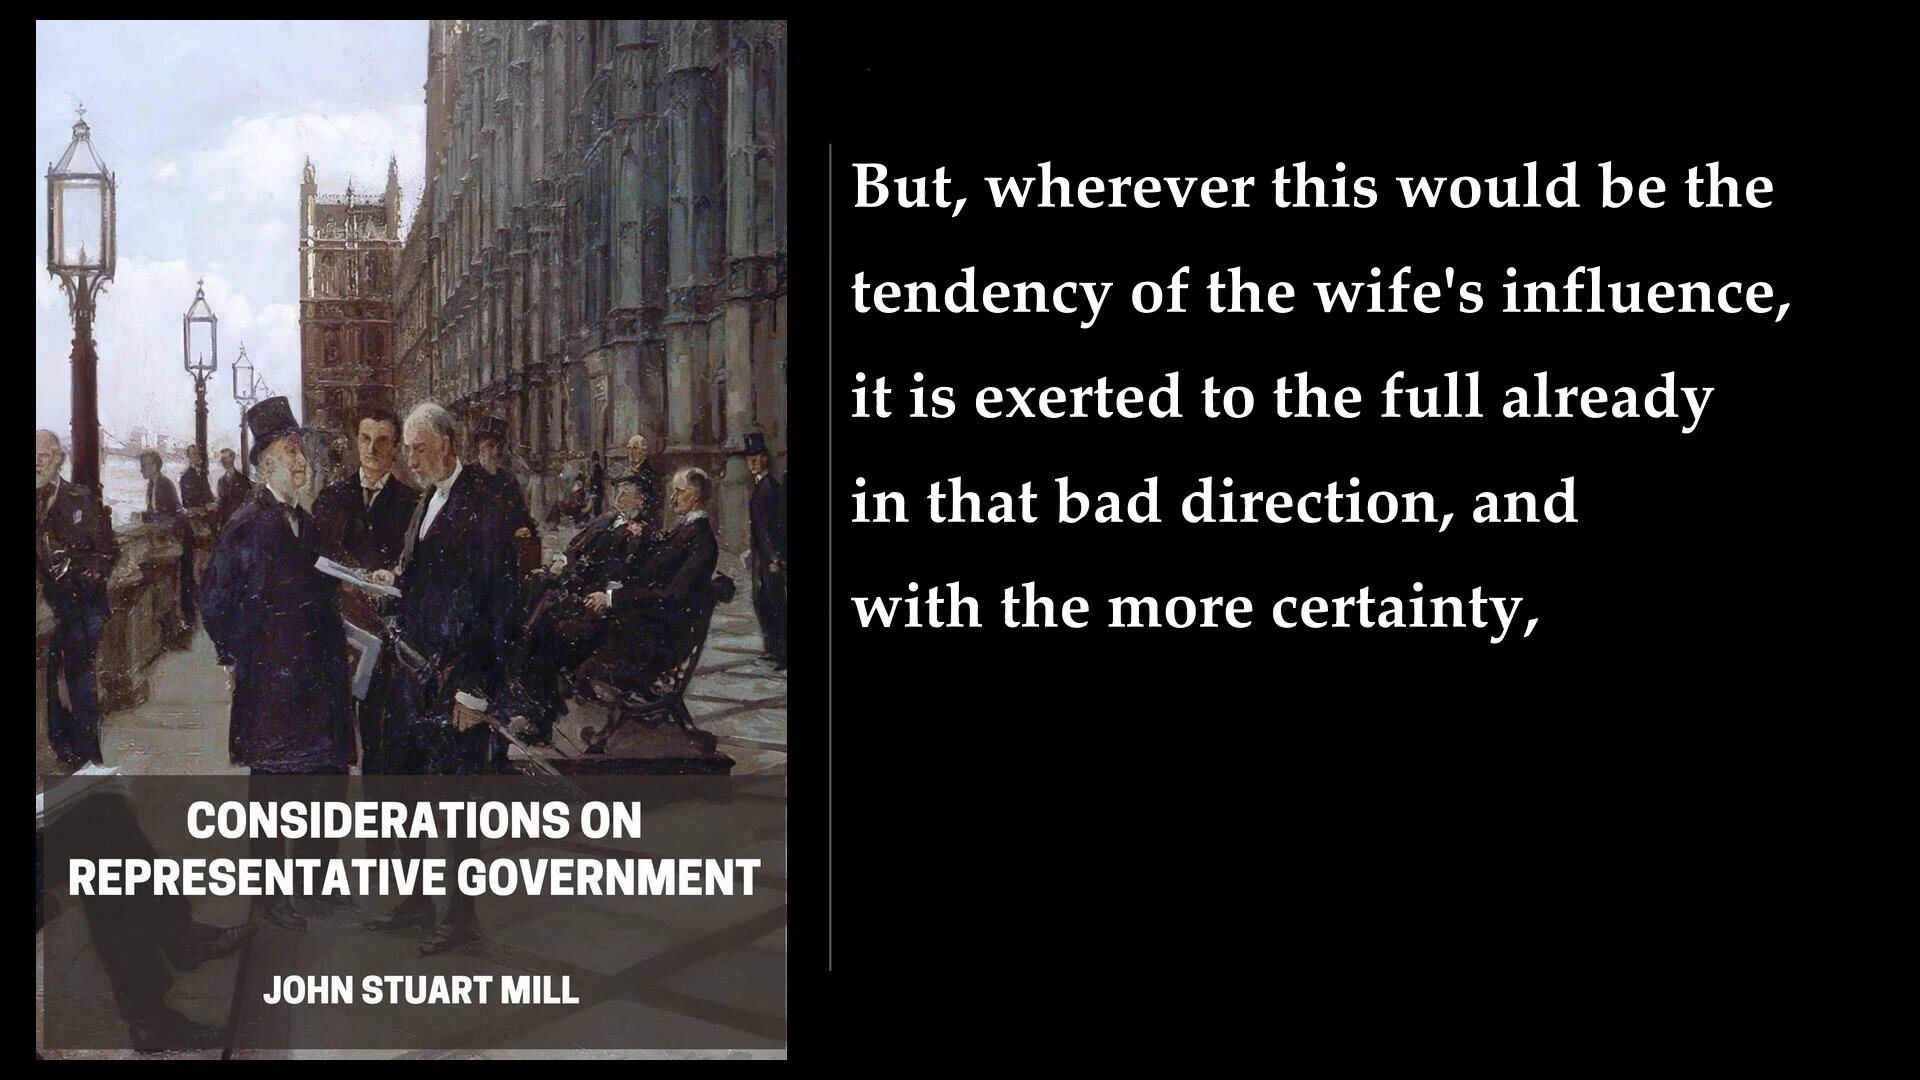 But, wherever this would be the
tendency of the wife's influence,
it is exerted to the full already
in that bad direction, and
with the more certainty,
CONSIDERATIONS ON
REPRESENTATIVE GOVERNMENT
JOHN STUART MILL